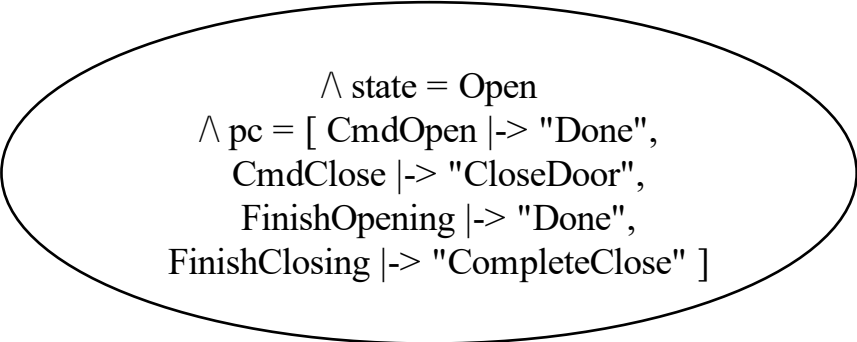 /\ state = Open
/\ pc = [ CmdOpen |-> "Done",
CmdClose |-> "CloseDoor",
FinishOpening |-> "Done",
FinishClosing |-> "CompleteClose" ]